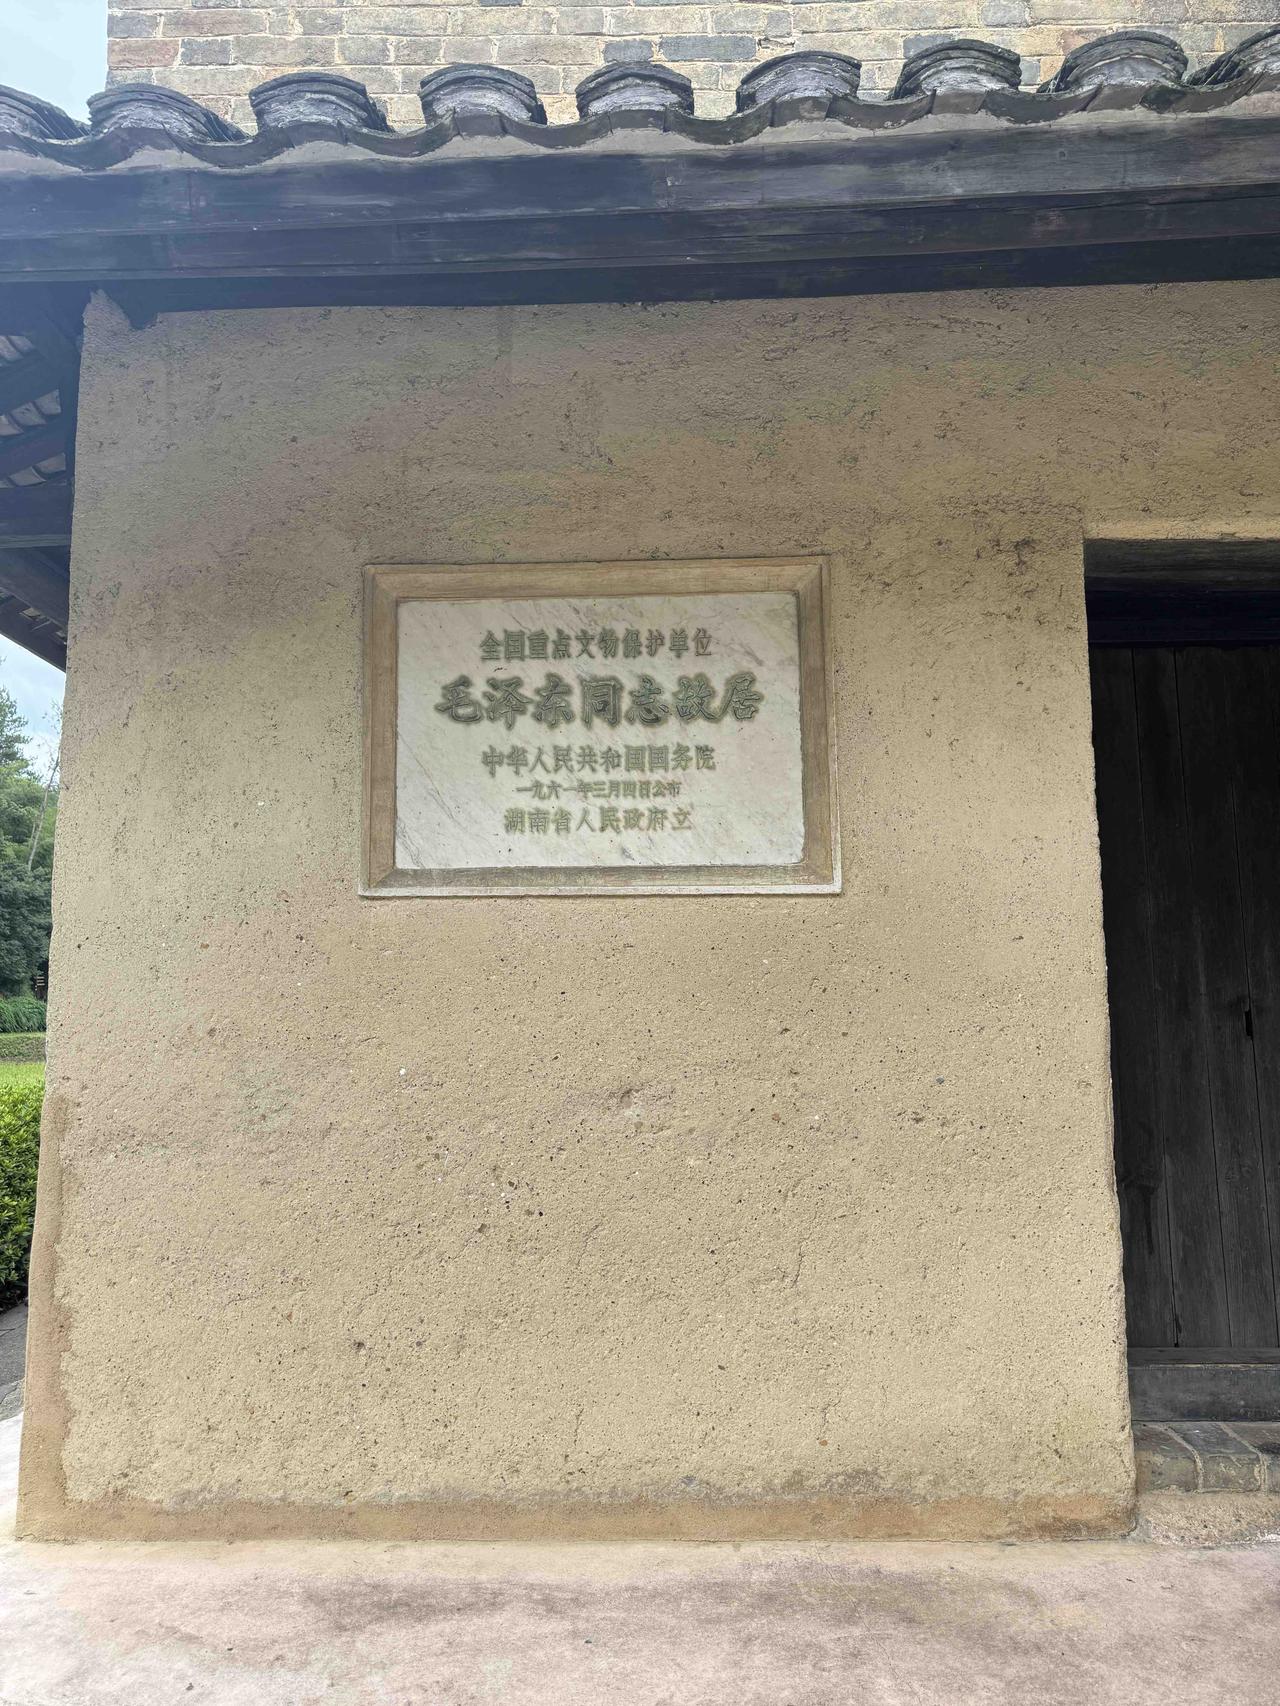 全国重点文物保护单位
毛泽东同志故居
中华人民共和国国务院
一九六一年三月四日公布
湖南省人民政府立